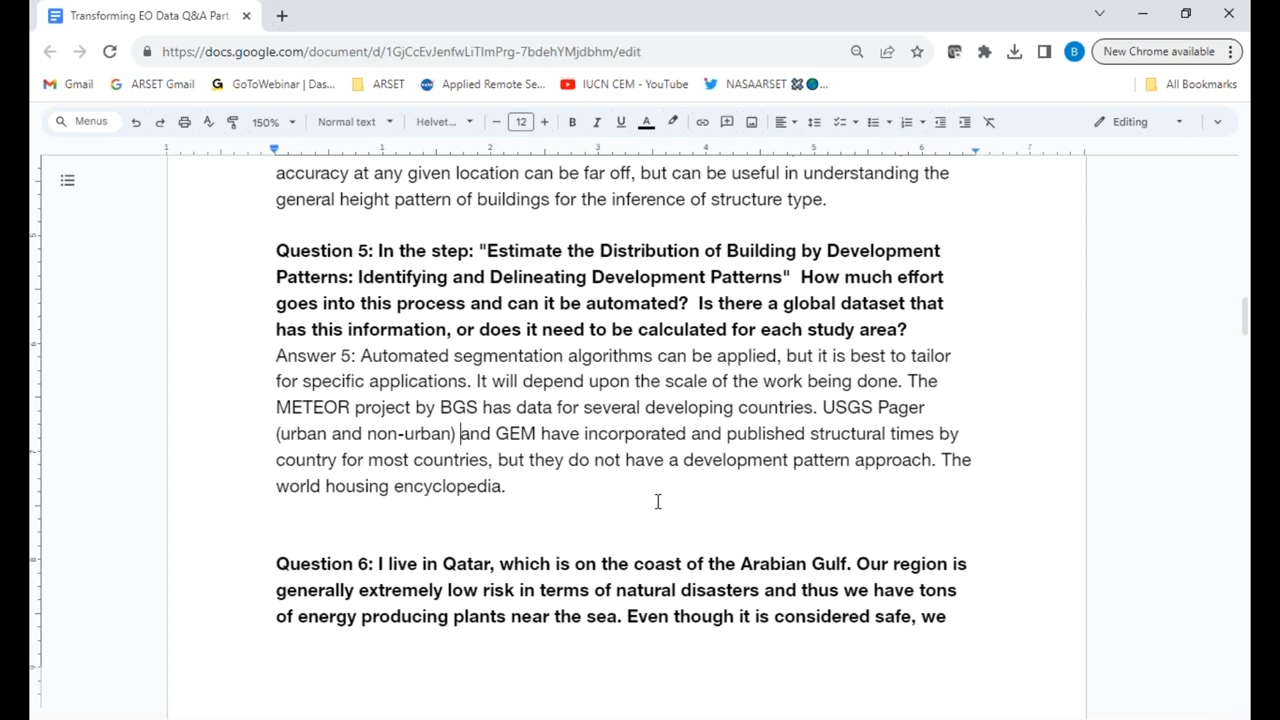 Transforming EO Data Q&A Part
https://docs.google.com/document/d/1GjCcEvJenfwLiTImPrg-7bdehYMjdbhm/edit
B
New Chrome available
Gmail
ARSET Gmail
GoToWebinar | Das...
ARSET
Applied Remote Se...
IUCN CEM - YouTube
NASAARSET
All Bookmarks
Menus
150%
Normal text
Helvet...
12
B I U A
Editing
1 1 2 3 4 5 6 7
accuracy at any given location can be far off, but can be useful in understanding the
general height pattern of buildings for the inference of structure type.
Question 5: In the step: "Estimate the Distribution of Building by Development
Patterns: Identifying and Delineating Development Patterns"  How much effort
goes into this process and can it be automated?  Is there a global dataset that
has this information, or does it need to be calculated for each study area?
Answer 5: Automated segmentation algorithms can be applied, but it is best to tailor
for specific applications. It will depend upon the scale of the work being done. The
METEOR project by BGS has data for several developing countries. USGS Pager
(urban and non-urban) and GEM have incorporated and published structural times by
country for most countries, but they do not have a development pattern approach. The
world housing encyclopedia.
Question 6: I live in Qatar, which is on the coast of the Arabian Gulf. Our region is
generally extremely low risk in terms of natural disasters and thus we have tons
of energy producing plants near the sea. Even though it is considered safe, we